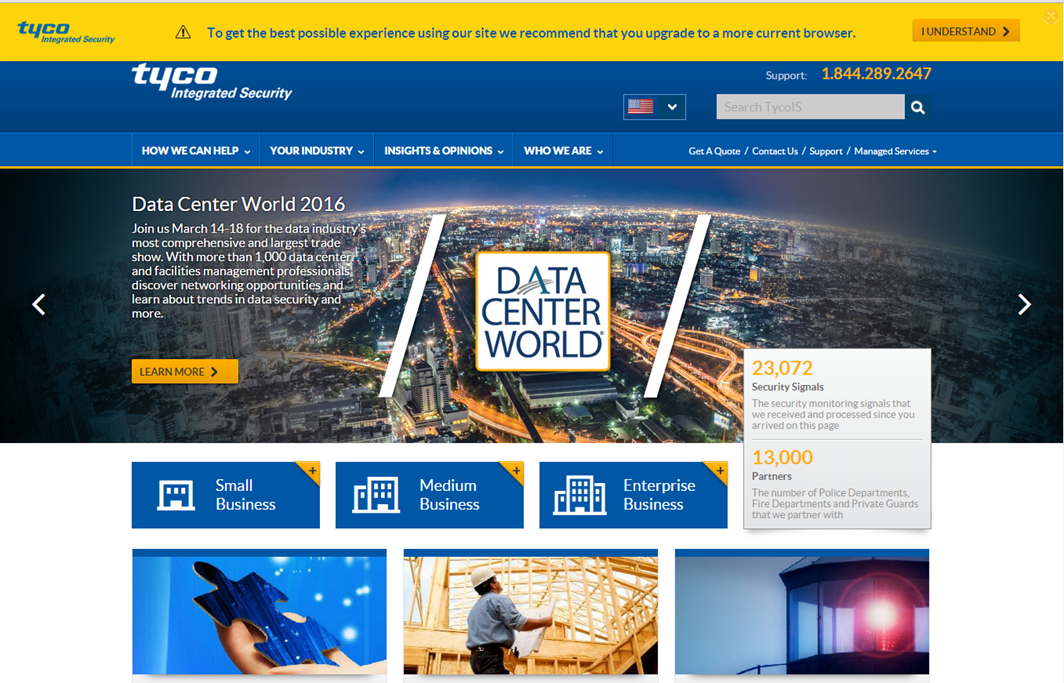 tyco
Integrated Security
To get the best possible experience using our site we recommend that you upgrade to a more current browser.
I UNDERSTAND
tyco
Integrated Security
Support: 1.844.289.2647
Search TycoIS
HOW WE CAN HELP
YOUR INDUSTRY
INSIGHTS & OPINIONS
WHO WE ARE
Get A Quote / Contact Us / Support / Managed Services
Data Center World 2016
Join us March 14-18 for the data industry's
most comprehensive and largest trade
show. With more than 1,000 data center
and facilities management professionals,
discover networking opportunities and
learn about trends in data security and
more.
LEARN MORE
DATA
CENTER
WORLD®
23,072
Security Signals
The security monitoring signals that
we received and processed since you
arrived on this page
13,000
Partners
The number of Police Departments,
Fire Departments and Private Guards
that we partner with
Small
Business
+
Medium
Business
+
Enterprise
Business
+